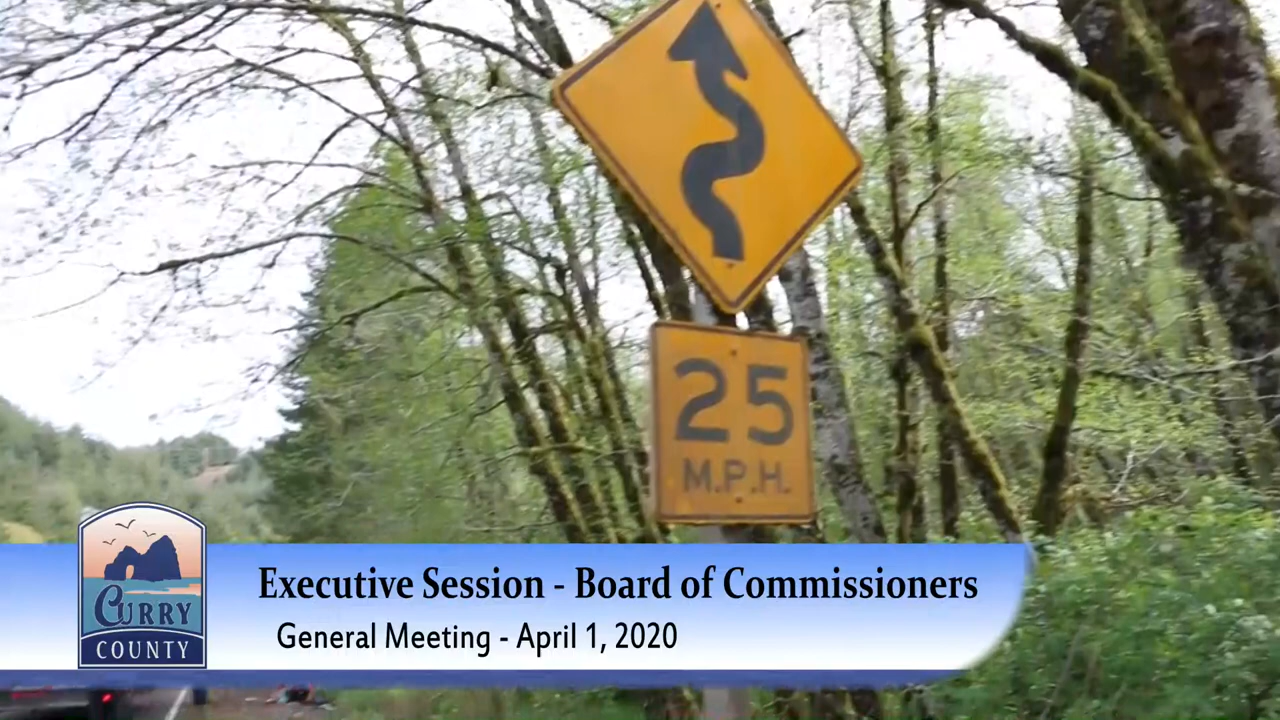 25
M.P.H.
Executive Session - Board of Commissioners
General Meeting - April 1, 2020
CURRY
COUNTY